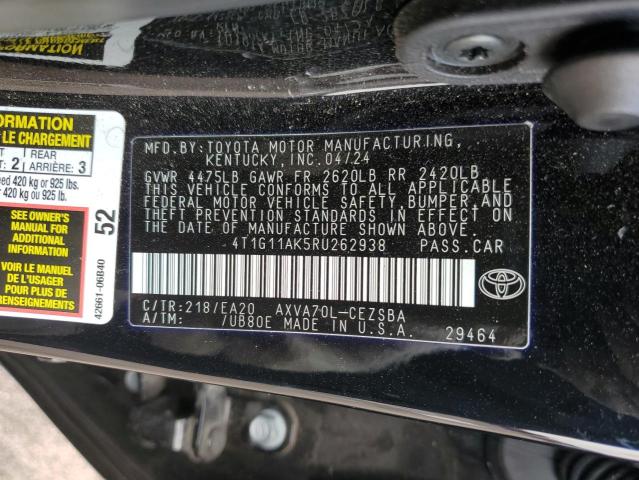 FORMATION
LE CHARGEMENT
2
REAR
ARRIÈRE: 3
420 kg or 925 lbs.
420 kg ou 925 lb.
SEE OWNER'S
MANUAL FOR
ADDITIONAL
INFORMATION
VOIR LE MANUEL
DE L'USAGER
POUR PLUS DE
RENSEIGNEMENTS
52
42661-06B40
MFD.BY:TOYOTA MOTOR MANUFACTURING,
KENTUCKY, INC. 04/24
GVWR 4475LB GAWR FR 2620LB RR 2420LB
THIS VEHICLE CONFORMS TO ALL APPLICABLE
FEDERAL MOTOR VEHICLE SAFETY, BUMPER, AND
THEFT PREVENTION STANDARDS IN EFFECT ON
THE DATE OF MANUFACTURE SHOWN ABOVE.
4T1G11AK5RU262938 PASS.CAR
C/TR:218/EA20 AXVA70L-CEZSBA
A/TM: /UB80E MADE IN U.S.A. 29464